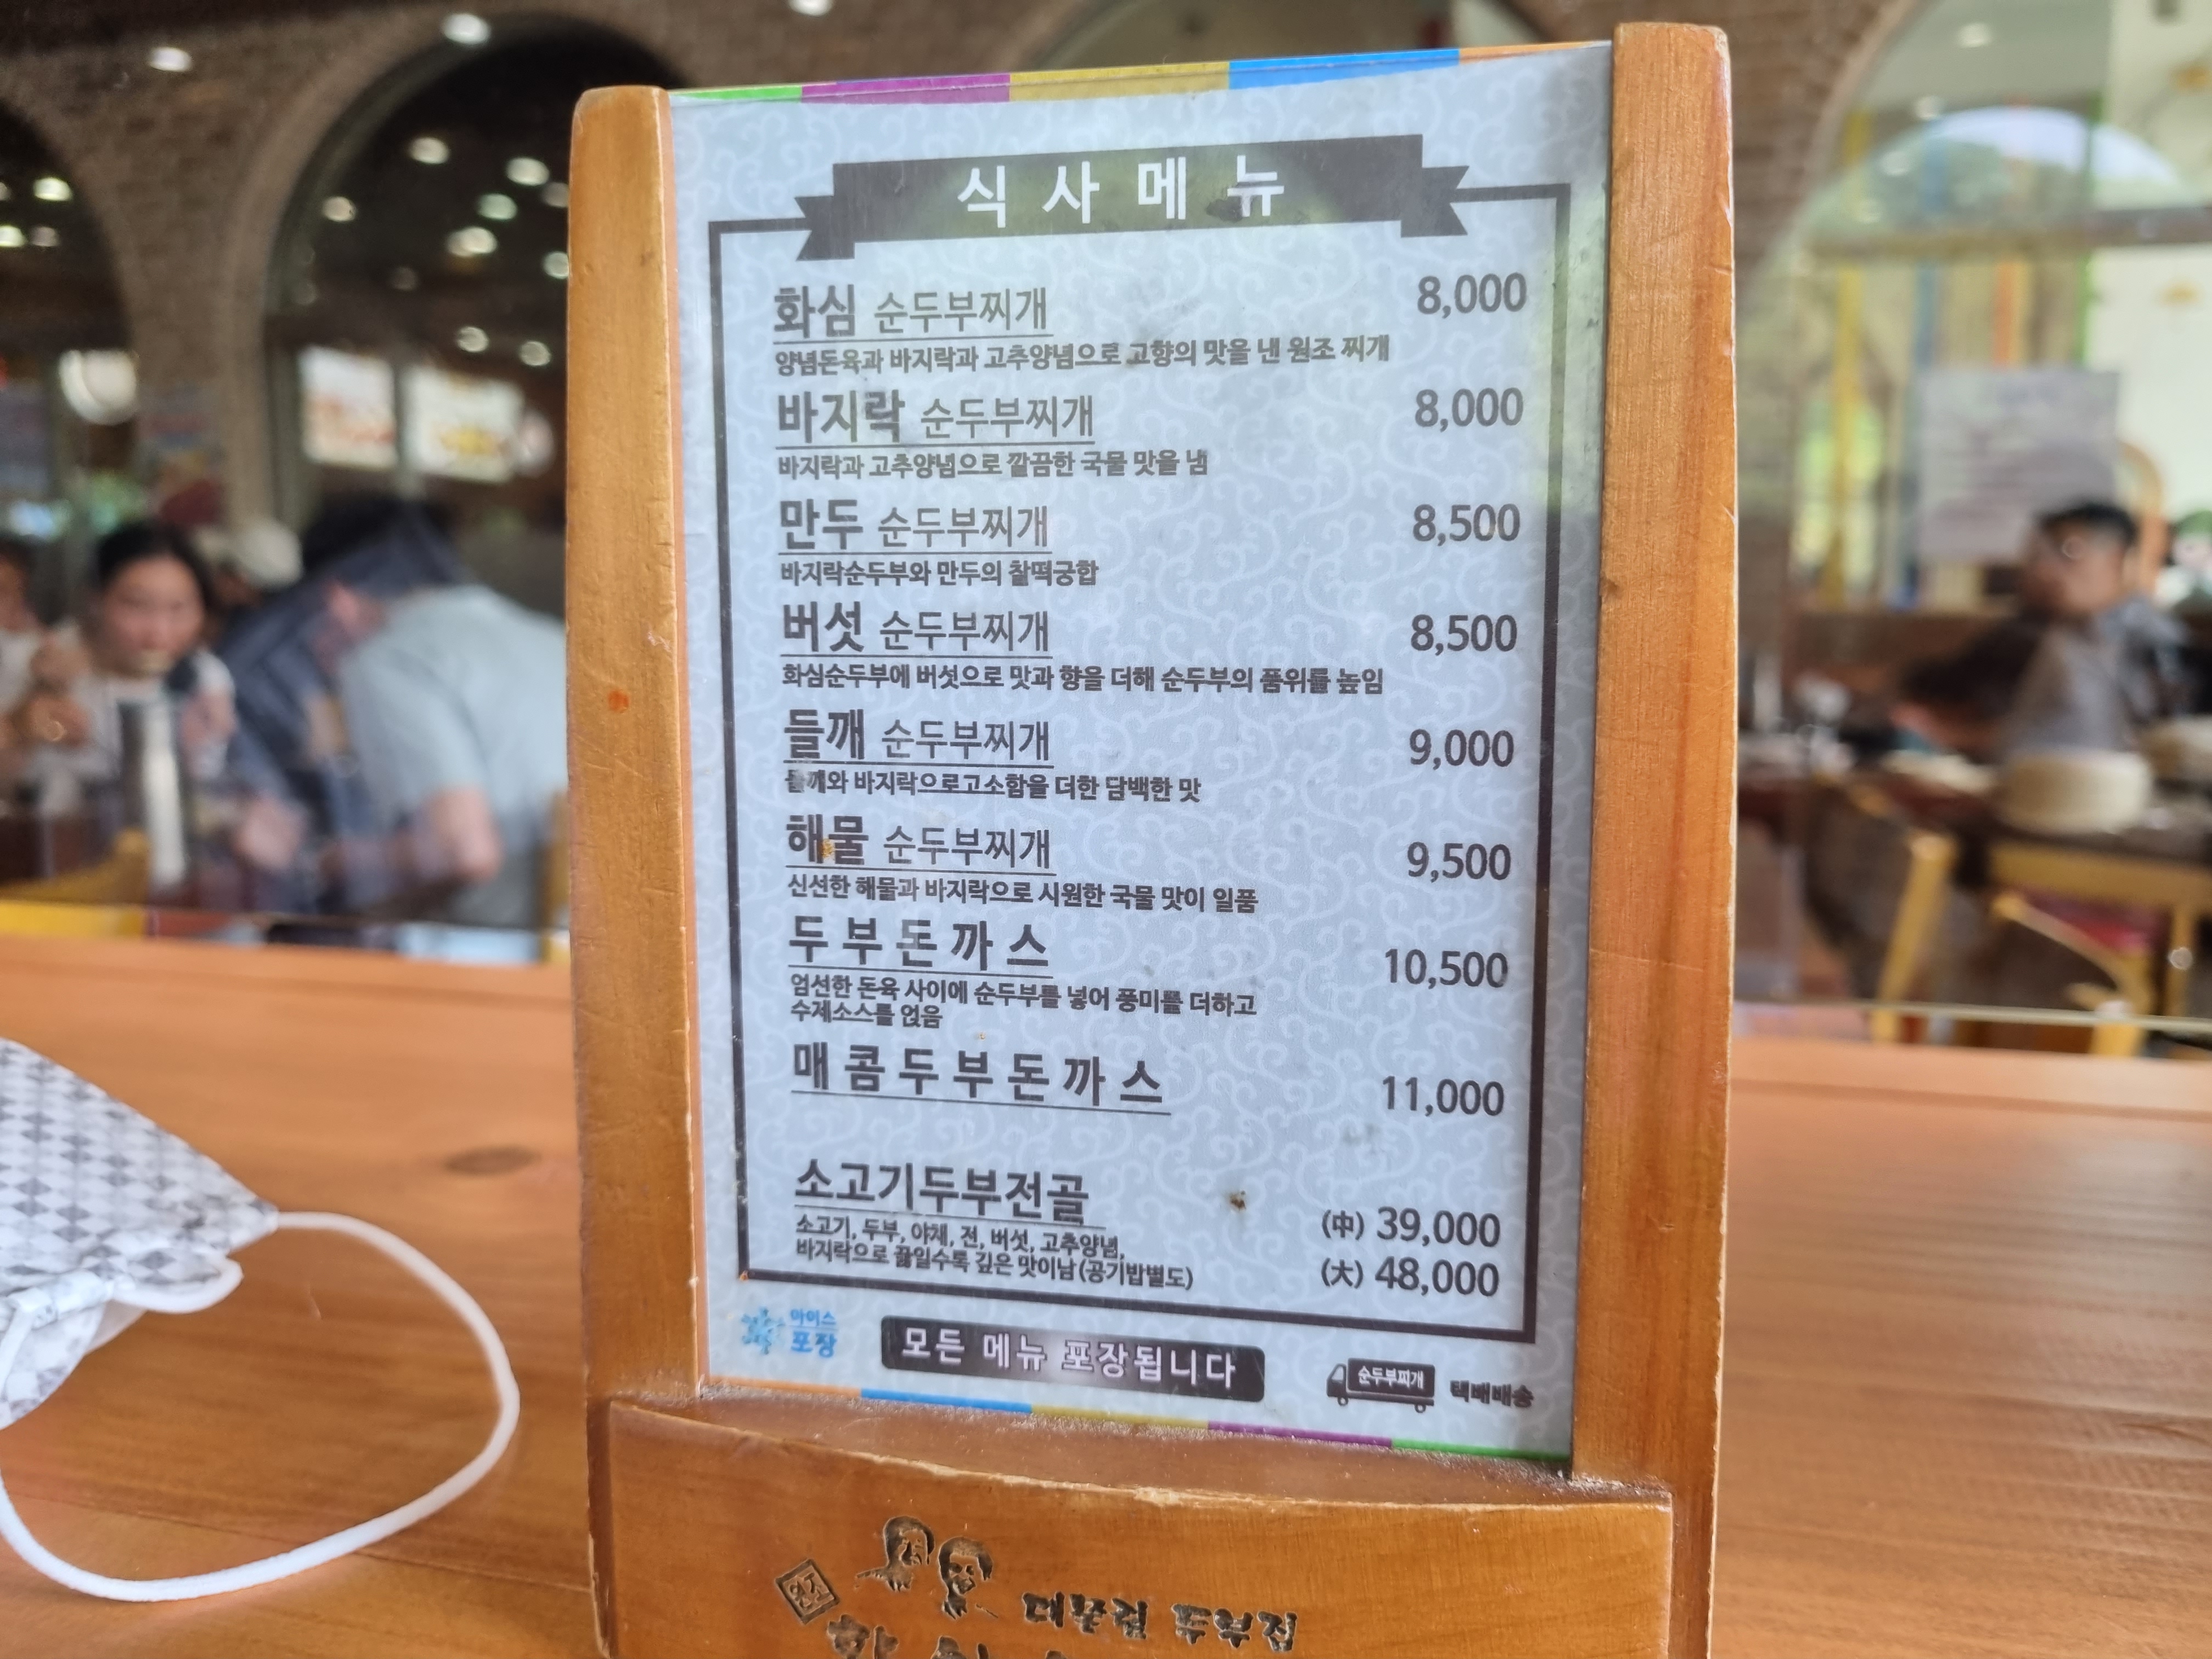 식사메뉴
화심 순두부찌개 8,000
양념돈육과 바지락과 고추양념으로 고향의 맛을 낸 원조 찌개
바지락 순두부찌개 8,000
바지락과 고추양념으로 깔끔한 국물 맛을 냄
만두 순두부찌개 8,500
바지락순두부와 만두의 찰떡궁합
버섯 순두부찌개 8,500
화심순두부에 버섯으로 맛과 향을 더해 순두부의 품위를 높임
들깨 순두부찌개 9,000
들깨와 바지락으로고소함을 더한 담백한 맛
해물 순두부찌개 9,500
신선한 해물과 바지락으로 시원한 국물 맛이 일품
두부돈까스 10,500
엄선한 돈육 사이에 순두부를 넣어 풍미를 더하고
수제소스를 얹음
매콤두부돈까스 11,000
소고기두부전골
소고기, 두부, 야채, 전, 버섯, 고추양념, (中) 39,000
바지락으로 끓일수록 깊은 맛이남(공기밥별도) (大) 48,000
아이스
포장
모든 메뉴 포장됩니다
순두부찌개 택배배송
원조
두부집